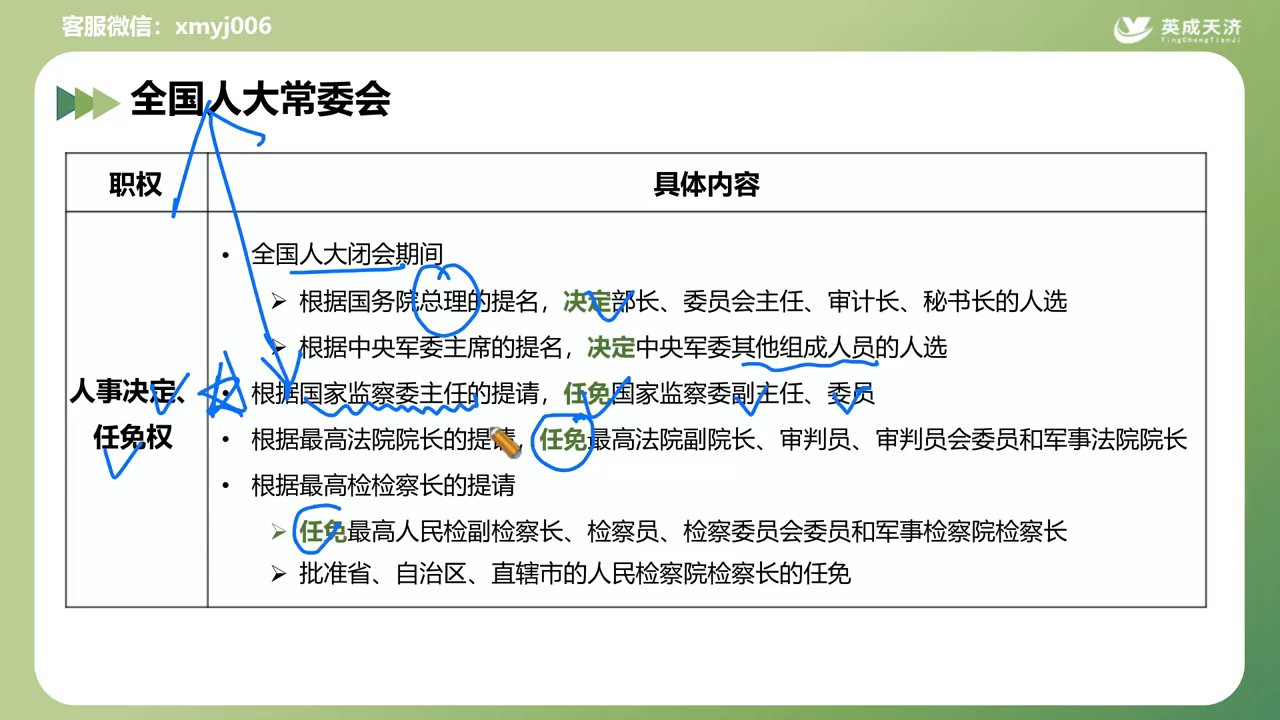 客服微信：xmyj006
英成天济
YingChengTianJi
全国人大常委会
职权
具体内容
人事决定、
任免权
• 全国人大闭会期间
➢ 根据国务院总理的提名，决定部长、委员会主任、审计长、秘书长的人选
➢ 根据中央军委主席的提名，决定中央军委其他组成人员的人选
• 根据国家监察委主任的提请，任免国家监察委副主任、委员
• 根据最高法院院长的提请，任免最高法院副院长、审判员、审判员会委员和军事法院院长
• 根据最高检检察长的提请
➢ 任免最高人民检副检察长、检察员、检察委员会委员和军事检察院检察长
➢ 批准省、自治区、直辖市的人民检察院检察长的任免